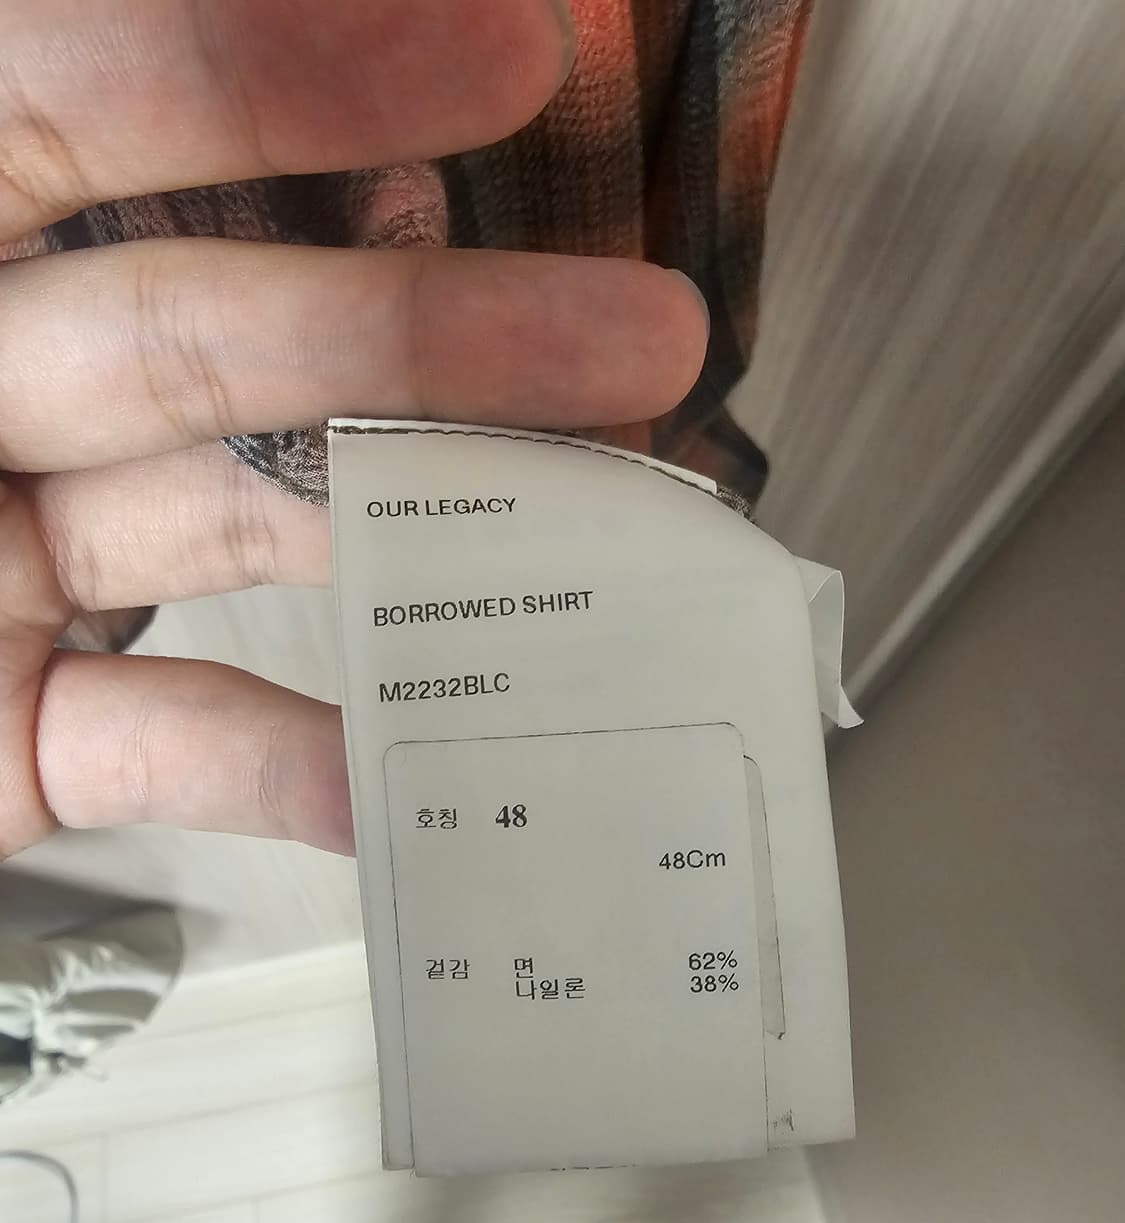 OUR LEGACY
BORROWED SHIRT
M2232BLC
호칭 48
48Cm
겉감 면 62%
나일론 38%